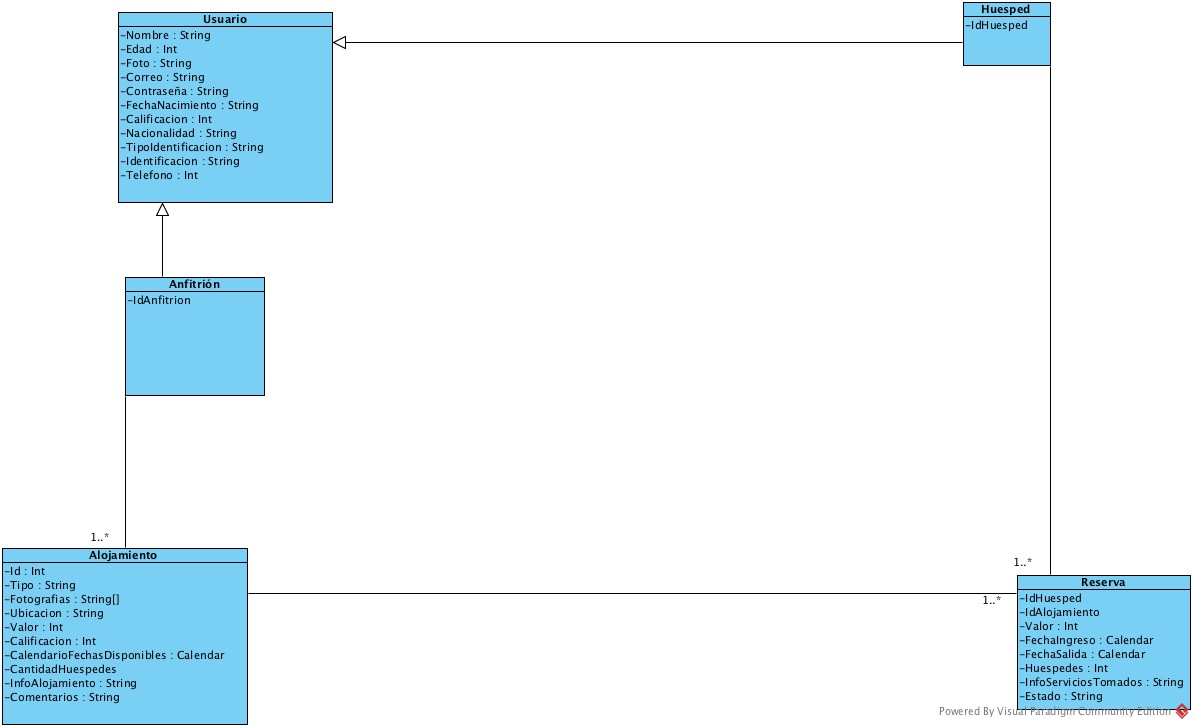 Usuario
-Nombre : String
-Edad : Int
-Foto : String
-Correo : String
-Contraseña : String
-FechaNacimiento : String
-Calificacion : Int
-Nacionalidad : String
-TipoIdentificacion : String
-Identificacion : String
-Telefono : Int
Huesped
-IdHuesped
Anfitrión
-IdAnfitrion
1..*
Alojamiento
-Id : Int
-Tipo : String
-Fotografias : String[]
-Ubicacion : String
-Valor : Int
-Calificacion : Int
-CalendarioFechasDisponibles : Calendar
-CantidadHuespedes
-InfoAlojamiento : String
-Comentarios : String
1..*
1..*
Reserva
-IdHuesped
-IdAlojamiento
-Valor : Int
-FechaIngreso : Calendar
-FechaSalida : Calendar
-Huespedes : Int
-InfoServiciosTomados : String
-Estado : String
Powered By Visual Paradigm Community Edition